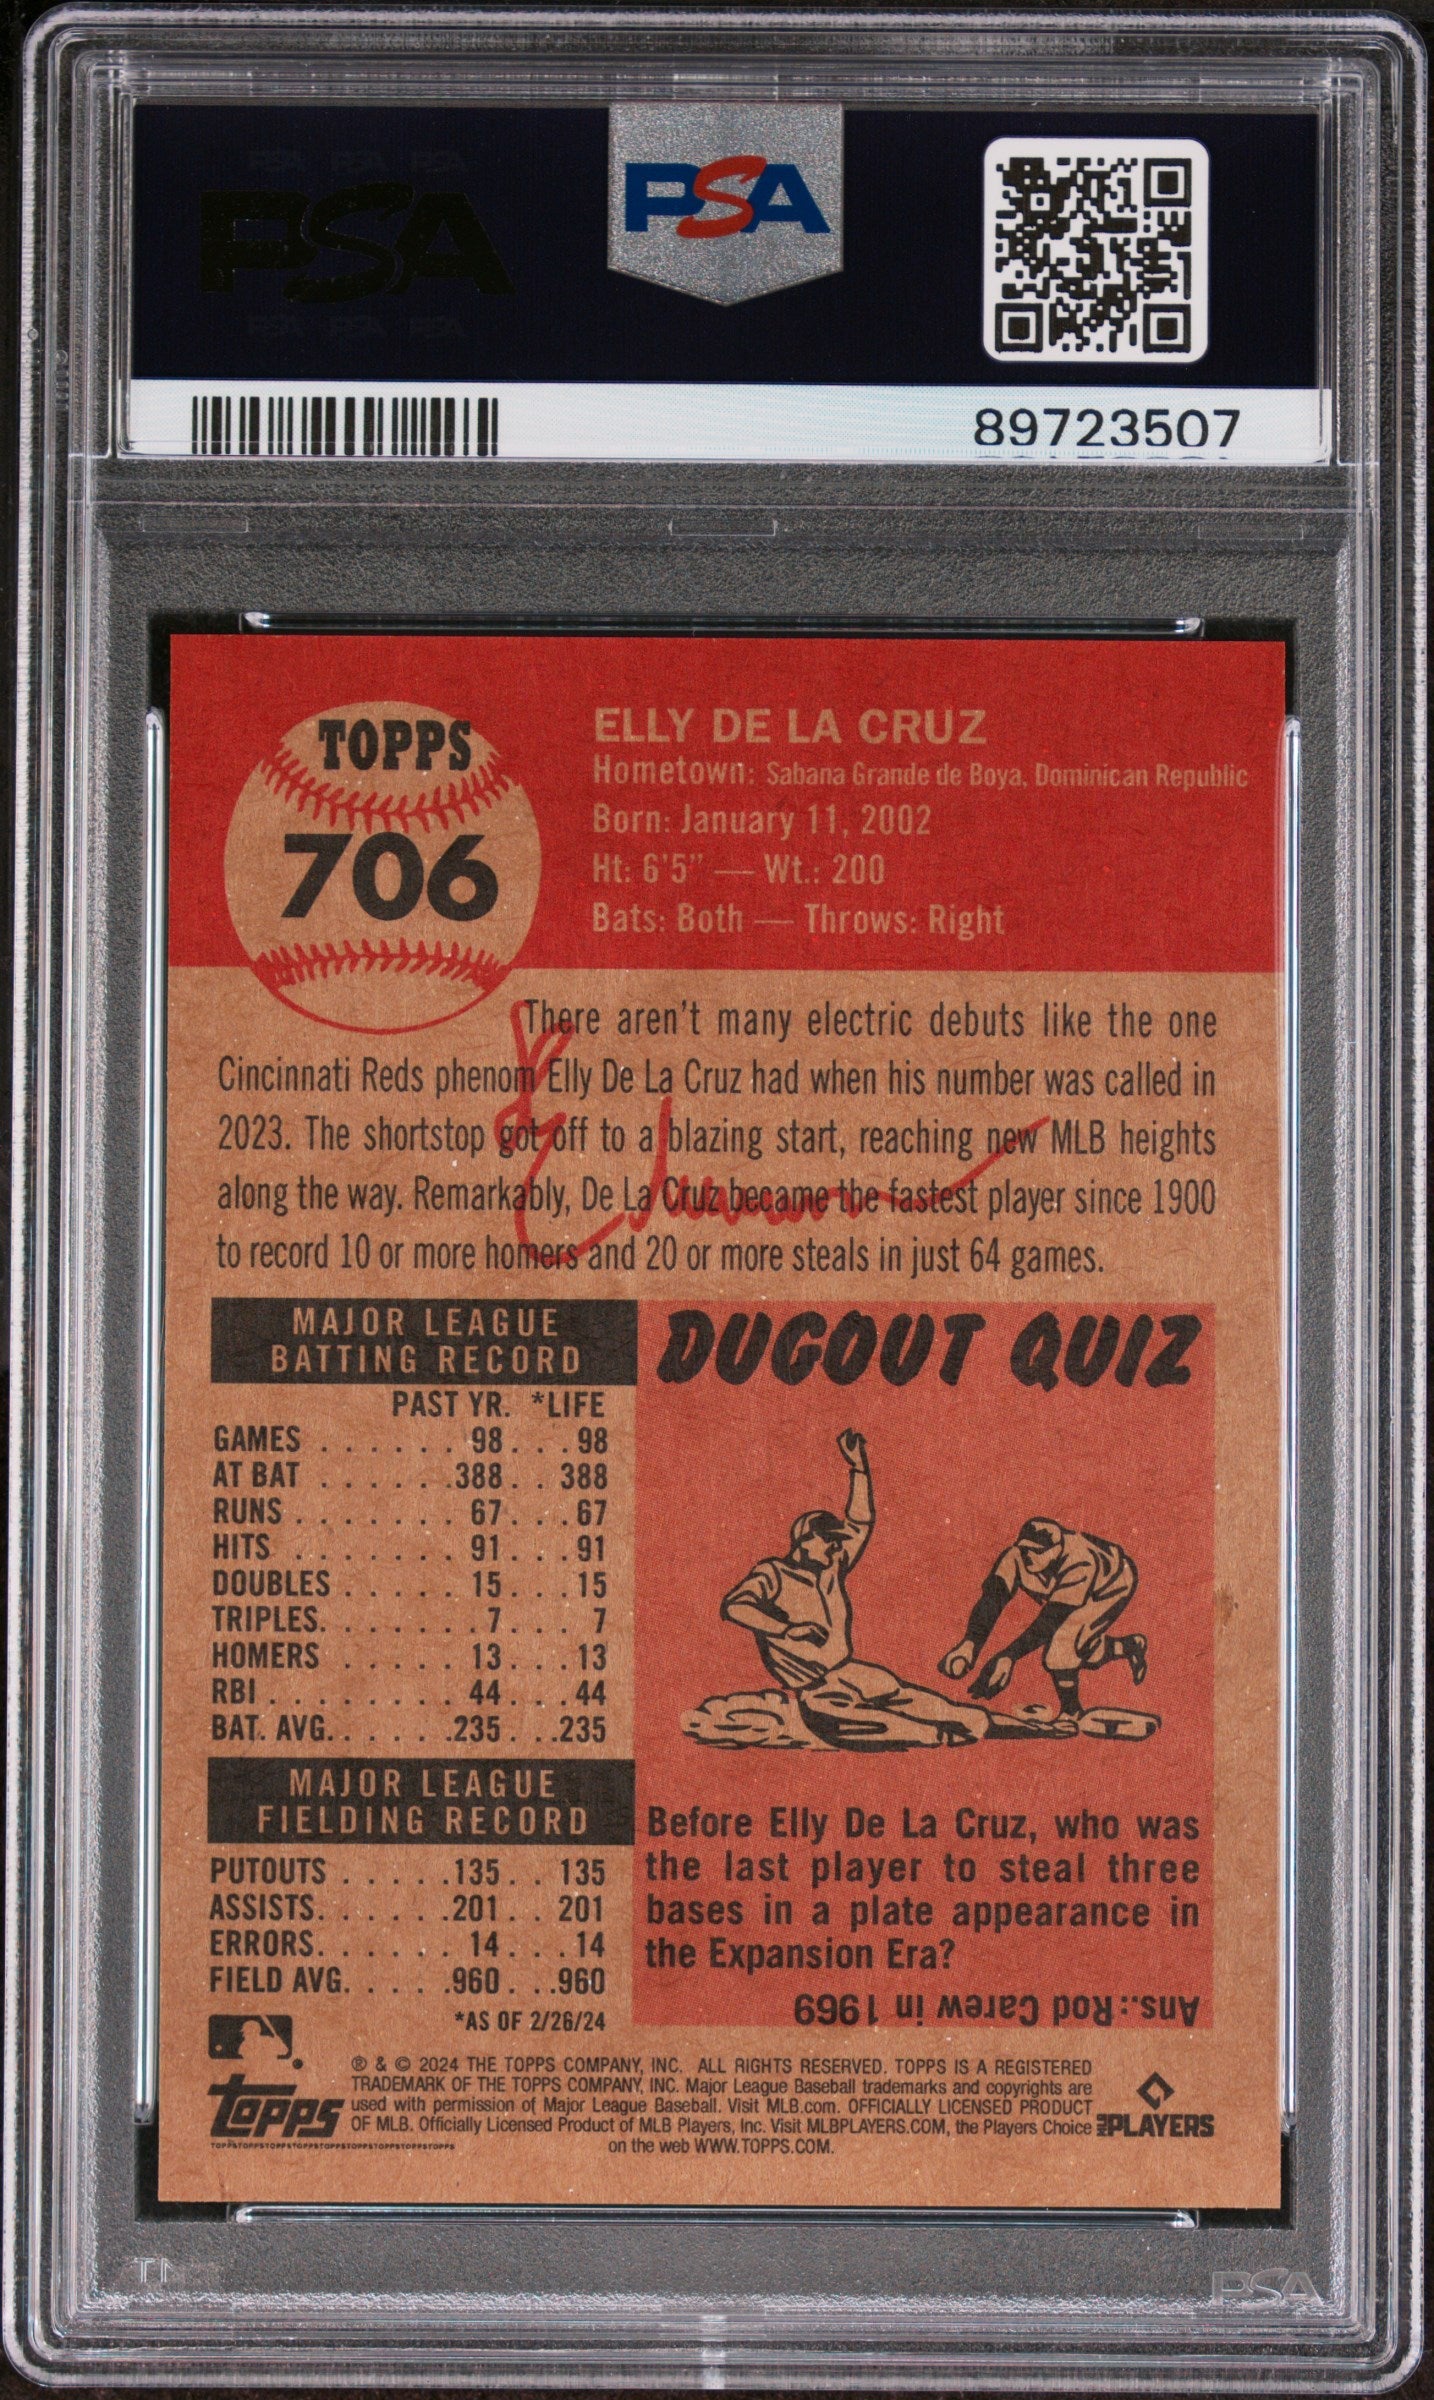 PSA
PSA
89723507
TOPPS
706
ELLY DE LA CRUZ
Hometown: Sabana Grande de Boya, Dominican Republic
Born: January 11, 2002
Ht: 6'5" — Wt.: 200
Bats: Both — Throws: Right
There aren't many electric debuts like the one
Cincinnati Reds phenom Elly De La Cruz had when his number was called in
2023. The shortstop got off to a blazing start, reaching new MLB heights
along the way. Remarkably, De La Cruz became the fastest player since 1900
to record 10 or more homers and 20 or more steals in just 64 games.
MAJOR LEAGUE
BATTING RECORD
PAST YR. *LIFE
GAMES . . . . . . 98. . . 98
AT BAT . . . . . .388. . 388
RUNS . . . . . . . 67. . .67
HITS . . . . . . . 91. . .91
DOUBLES . . . . . 15. . .15
TRIPLES. . . . . . .7. . . 7
HOMERS . . . . . 13. . .13
RBI . . . . . . . . 44. . .44
BAT. AVG. . . . . .235. . .235
MAJOR LEAGUE
FIELDING RECORD
PUTOUTS . . . . .135. . 135
ASSISTS. . . . . .201. . 201
ERRORS. . . . . . 14. . .14
FIELD AVG. . . . .960. . .960
*AS OF 2/26/24
DUGOUT QUIZ
Before Elly De La Cruz, who was
the last player to steal three
bases in a plate appearance in
the Expansion Era?
Ans.: Rod Carew in 1969
® & © 2024 THE TOPPS COMPANY, INC. ALL RIGHTS RESERVED. TOPPS IS A REGISTERED
TRADEMARK OF THE TOPPS COMPANY, INC. Major League Baseball trademarks and copyrights are
used with permission of Major League Baseball. Visit MLB.com. OFFICIALLY LICENSED PRODUCT
OF MLB. Officially Licensed Product of MLB Players, Inc. Visit MLBPLAYERS.COM, the Players Choice
on the web WWW.TOPPS.COM.
topps
TOPPSTOPPSTOPPSTOPPSTOPPSTOPPSTOPPSTOPPS
PLAYERS
PSA